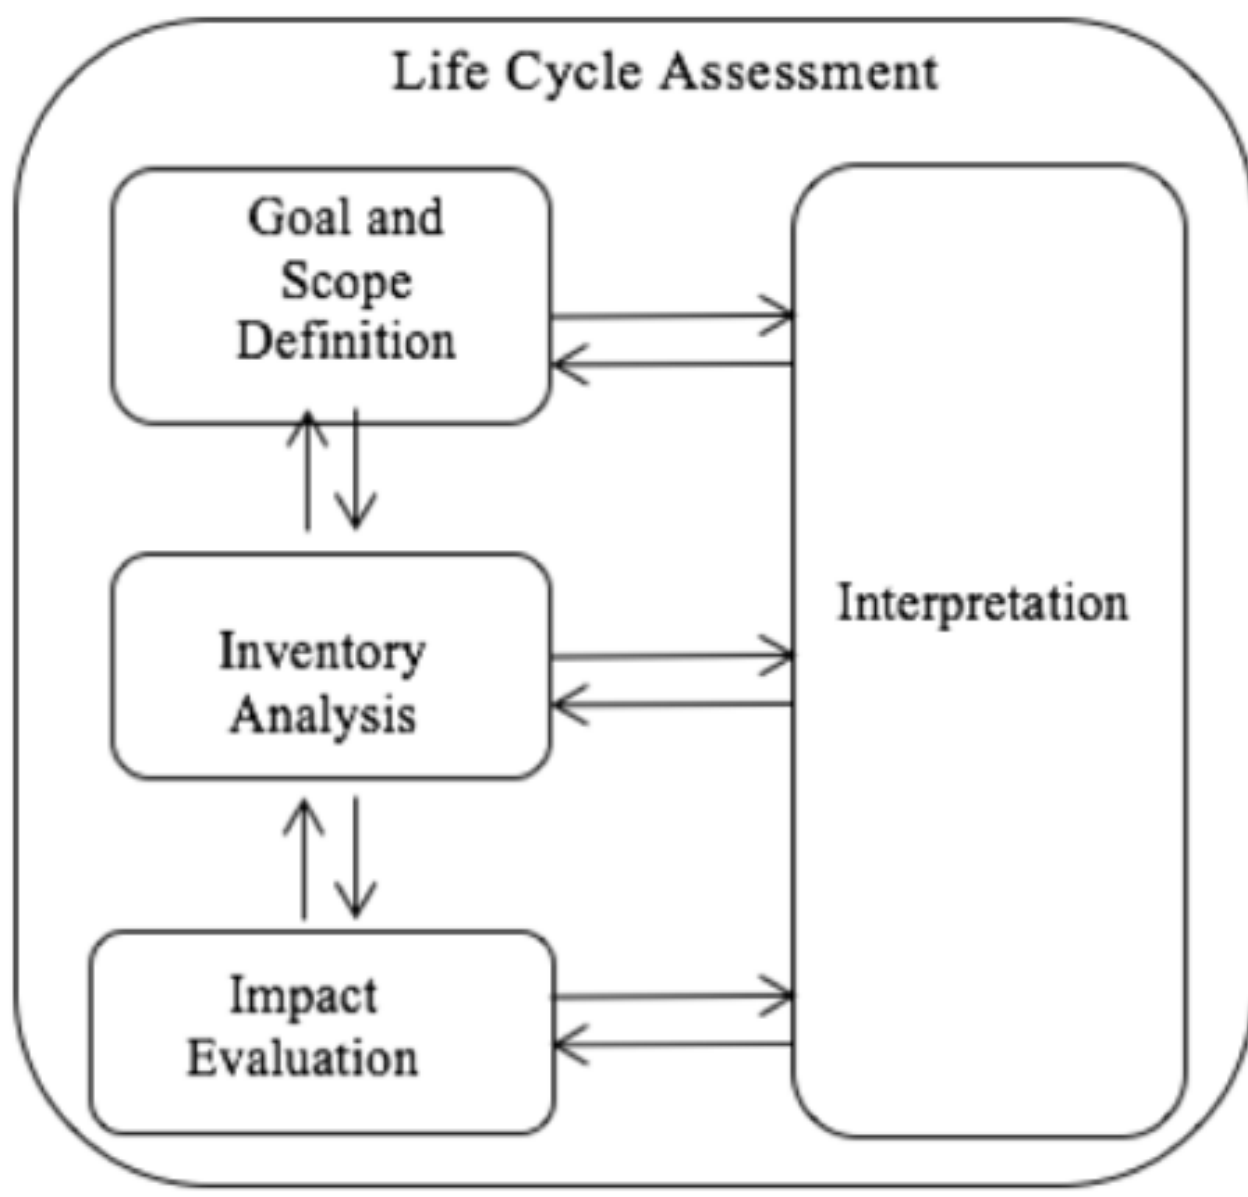 Life Cycle Assessment
Goal and
Scope
Definition
Inventory
Analysis
Impact
Evaluation
Interpretation